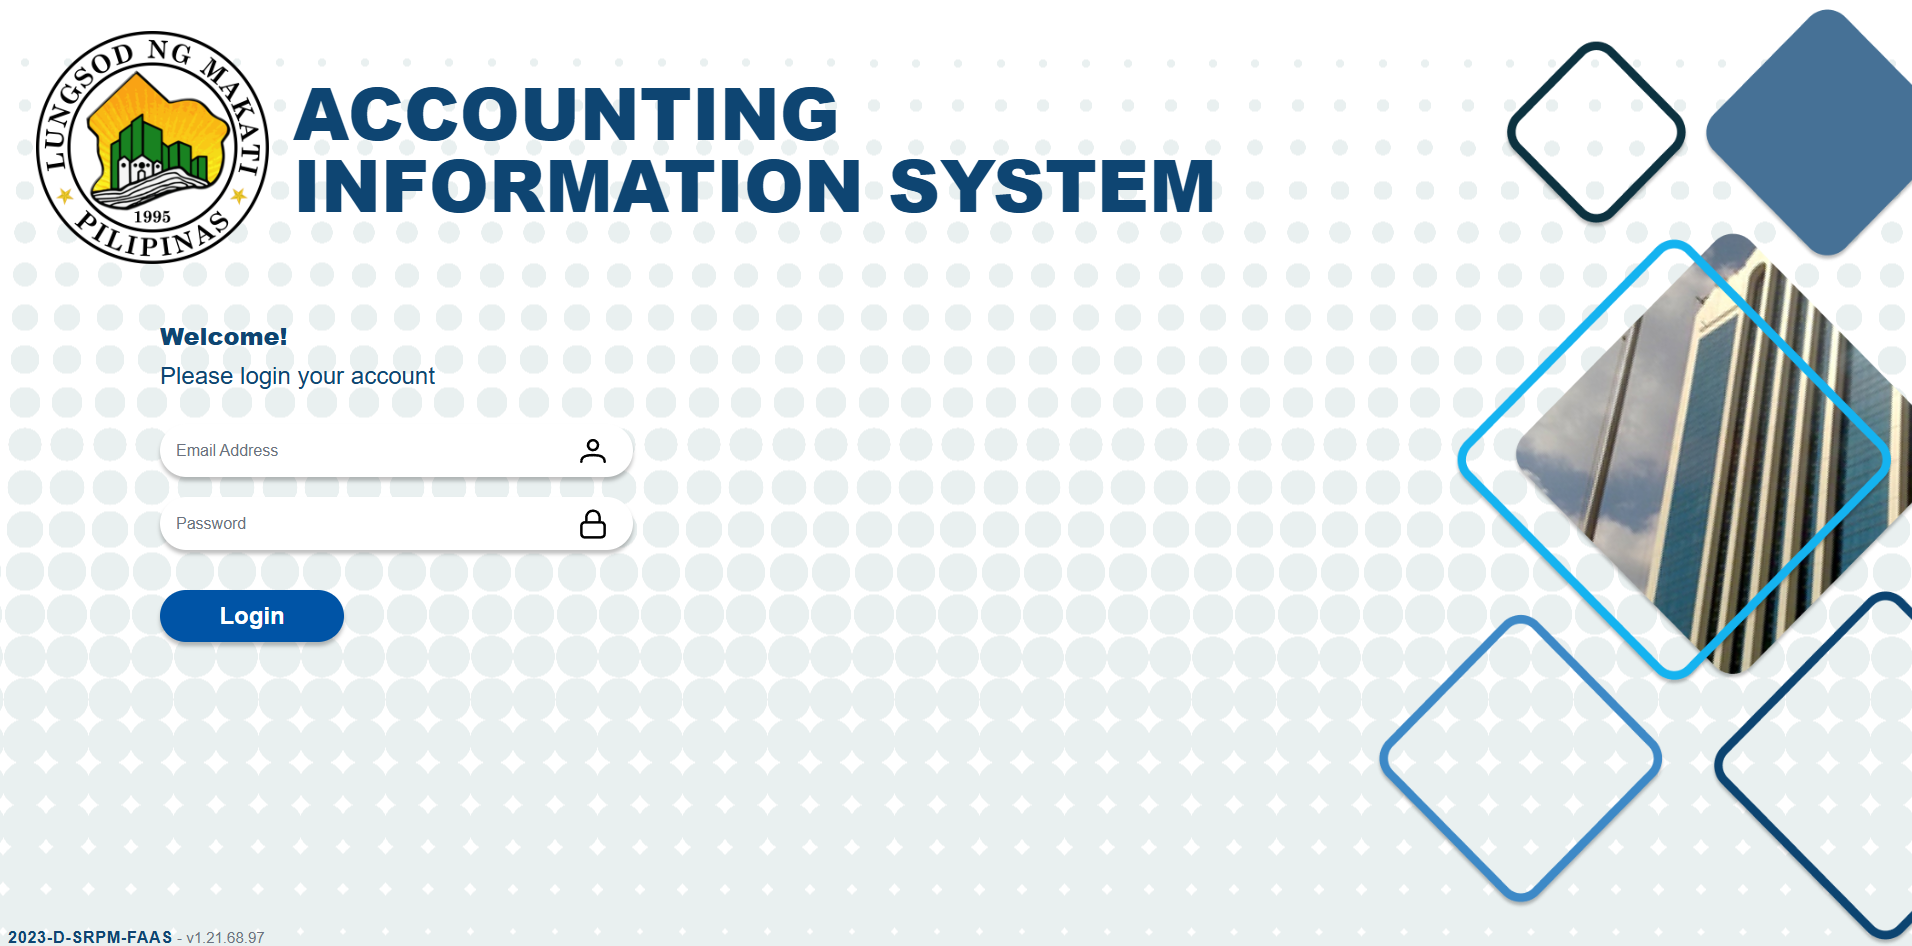 LUNGSOD NG MAKATI
1995
PILIPINAS
ACCOUNTING
INFORMATION SYSTEM
Welcome!
Please login your account
Email Address
Password
Login
2023-D-SRPM-FAAS - v1.21.68.97